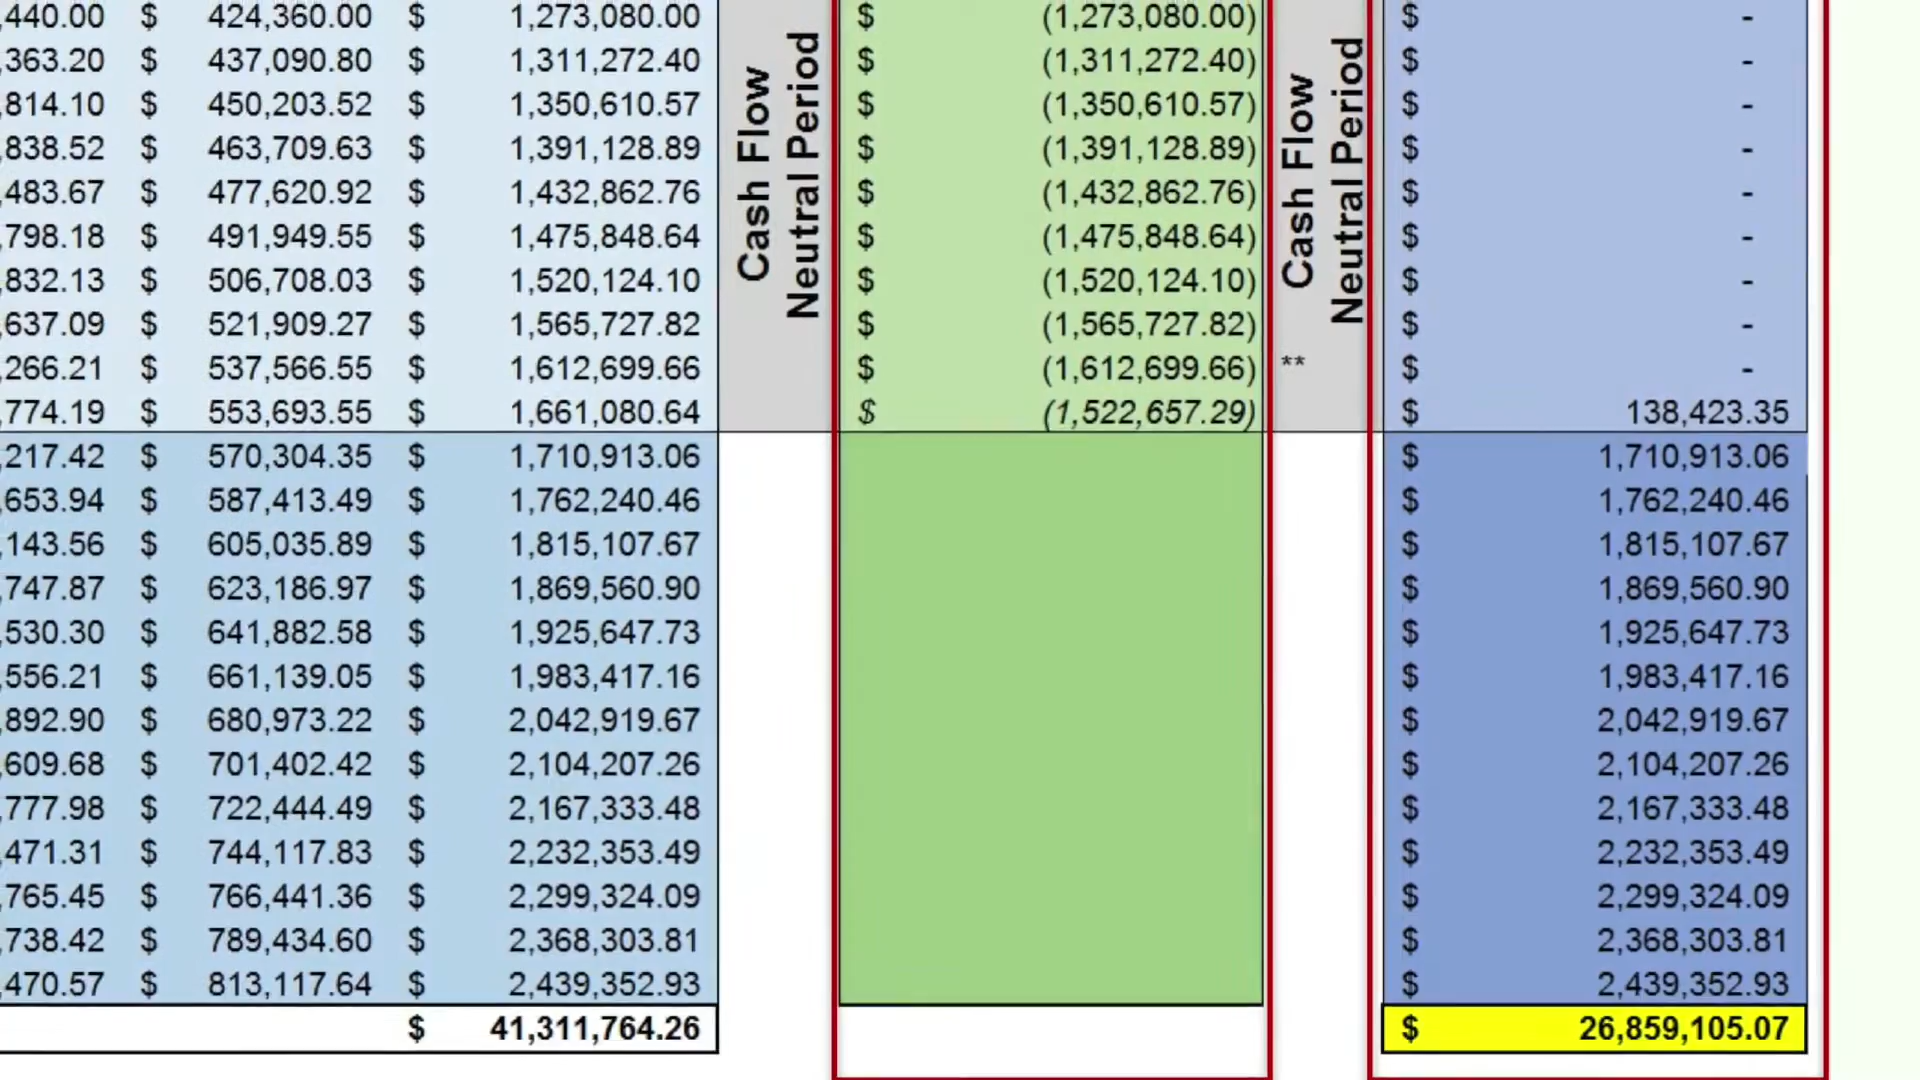 ,440.00 $ 424,360.00 $ 1,273,080.00 $ (1,273,080.00) $ -
,363.20 $ 437,090.80 $ 1,311,272.40 $ (1,311,272.40) $ -
,814.10 $ 450,203.52 $ 1,350,610.57 $ (1,350,610.57) $ -
,838.52 $ 463,709.63 $ 1,391,128.89 $ (1,391,128.89) $ -
,483.67 $ 477,620.92 $ 1,432,862.76 $ (1,432,862.76) $ -
,798.18 $ 491,949.55 $ 1,475,848.64 $ (1,475,848.64) $ -
,832.13 $ 506,708.03 $ 1,520,124.10 $ (1,520,124.10) $ -
,637.09 $ 521,909.27 $ 1,565,727.82 $ (1,565,727.82) $ -
,266.21 $ 537,566.55 $ 1,612,699.66 $ (1,612,699.66) ** $ -
,774.19 $ 553,693.55 $ 1,661,080.64 $ (1,522,657.29) $ 138,423.35
Cash Flow
Neutral Period
Cash Flow
Neutral Period
,217.42 $ 570,304.35 $ 1,710,913.06 $ 1,710,913.06
,653.94 $ 587,413.49 $ 1,762,240.46 $ 1,762,240.46
,143.56 $ 605,035.89 $ 1,815,107.67 $ 1,815,107.67
,747.87 $ 623,186.97 $ 1,869,560.90 $ 1,869,560.90
,530.30 $ 641,882.58 $ 1,925,647.73 $ 1,925,647.73
,556.21 $ 661,139.05 $ 1,983,417.16 $ 1,983,417.16
,892.90 $ 680,973.22 $ 2,042,919.67 $ 2,042,919.67
,609.68 $ 701,402.42 $ 2,104,207.26 $ 2,104,207.26
,777.98 $ 722,444.49 $ 2,167,333.48 $ 2,167,333.48
,471.31 $ 744,117.83 $ 2,232,353.49 $ 2,232,353.49
,765.45 $ 766,441.36 $ 2,299,324.09 $ 2,299,324.09
,738.42 $ 789,434.60 $ 2,368,303.81 $ 2,368,303.81
,470.57 $ 813,117.64 $ 2,439,352.93 $ 2,439,352.93
$ 41,311,764.26 $ 26,859,105.07